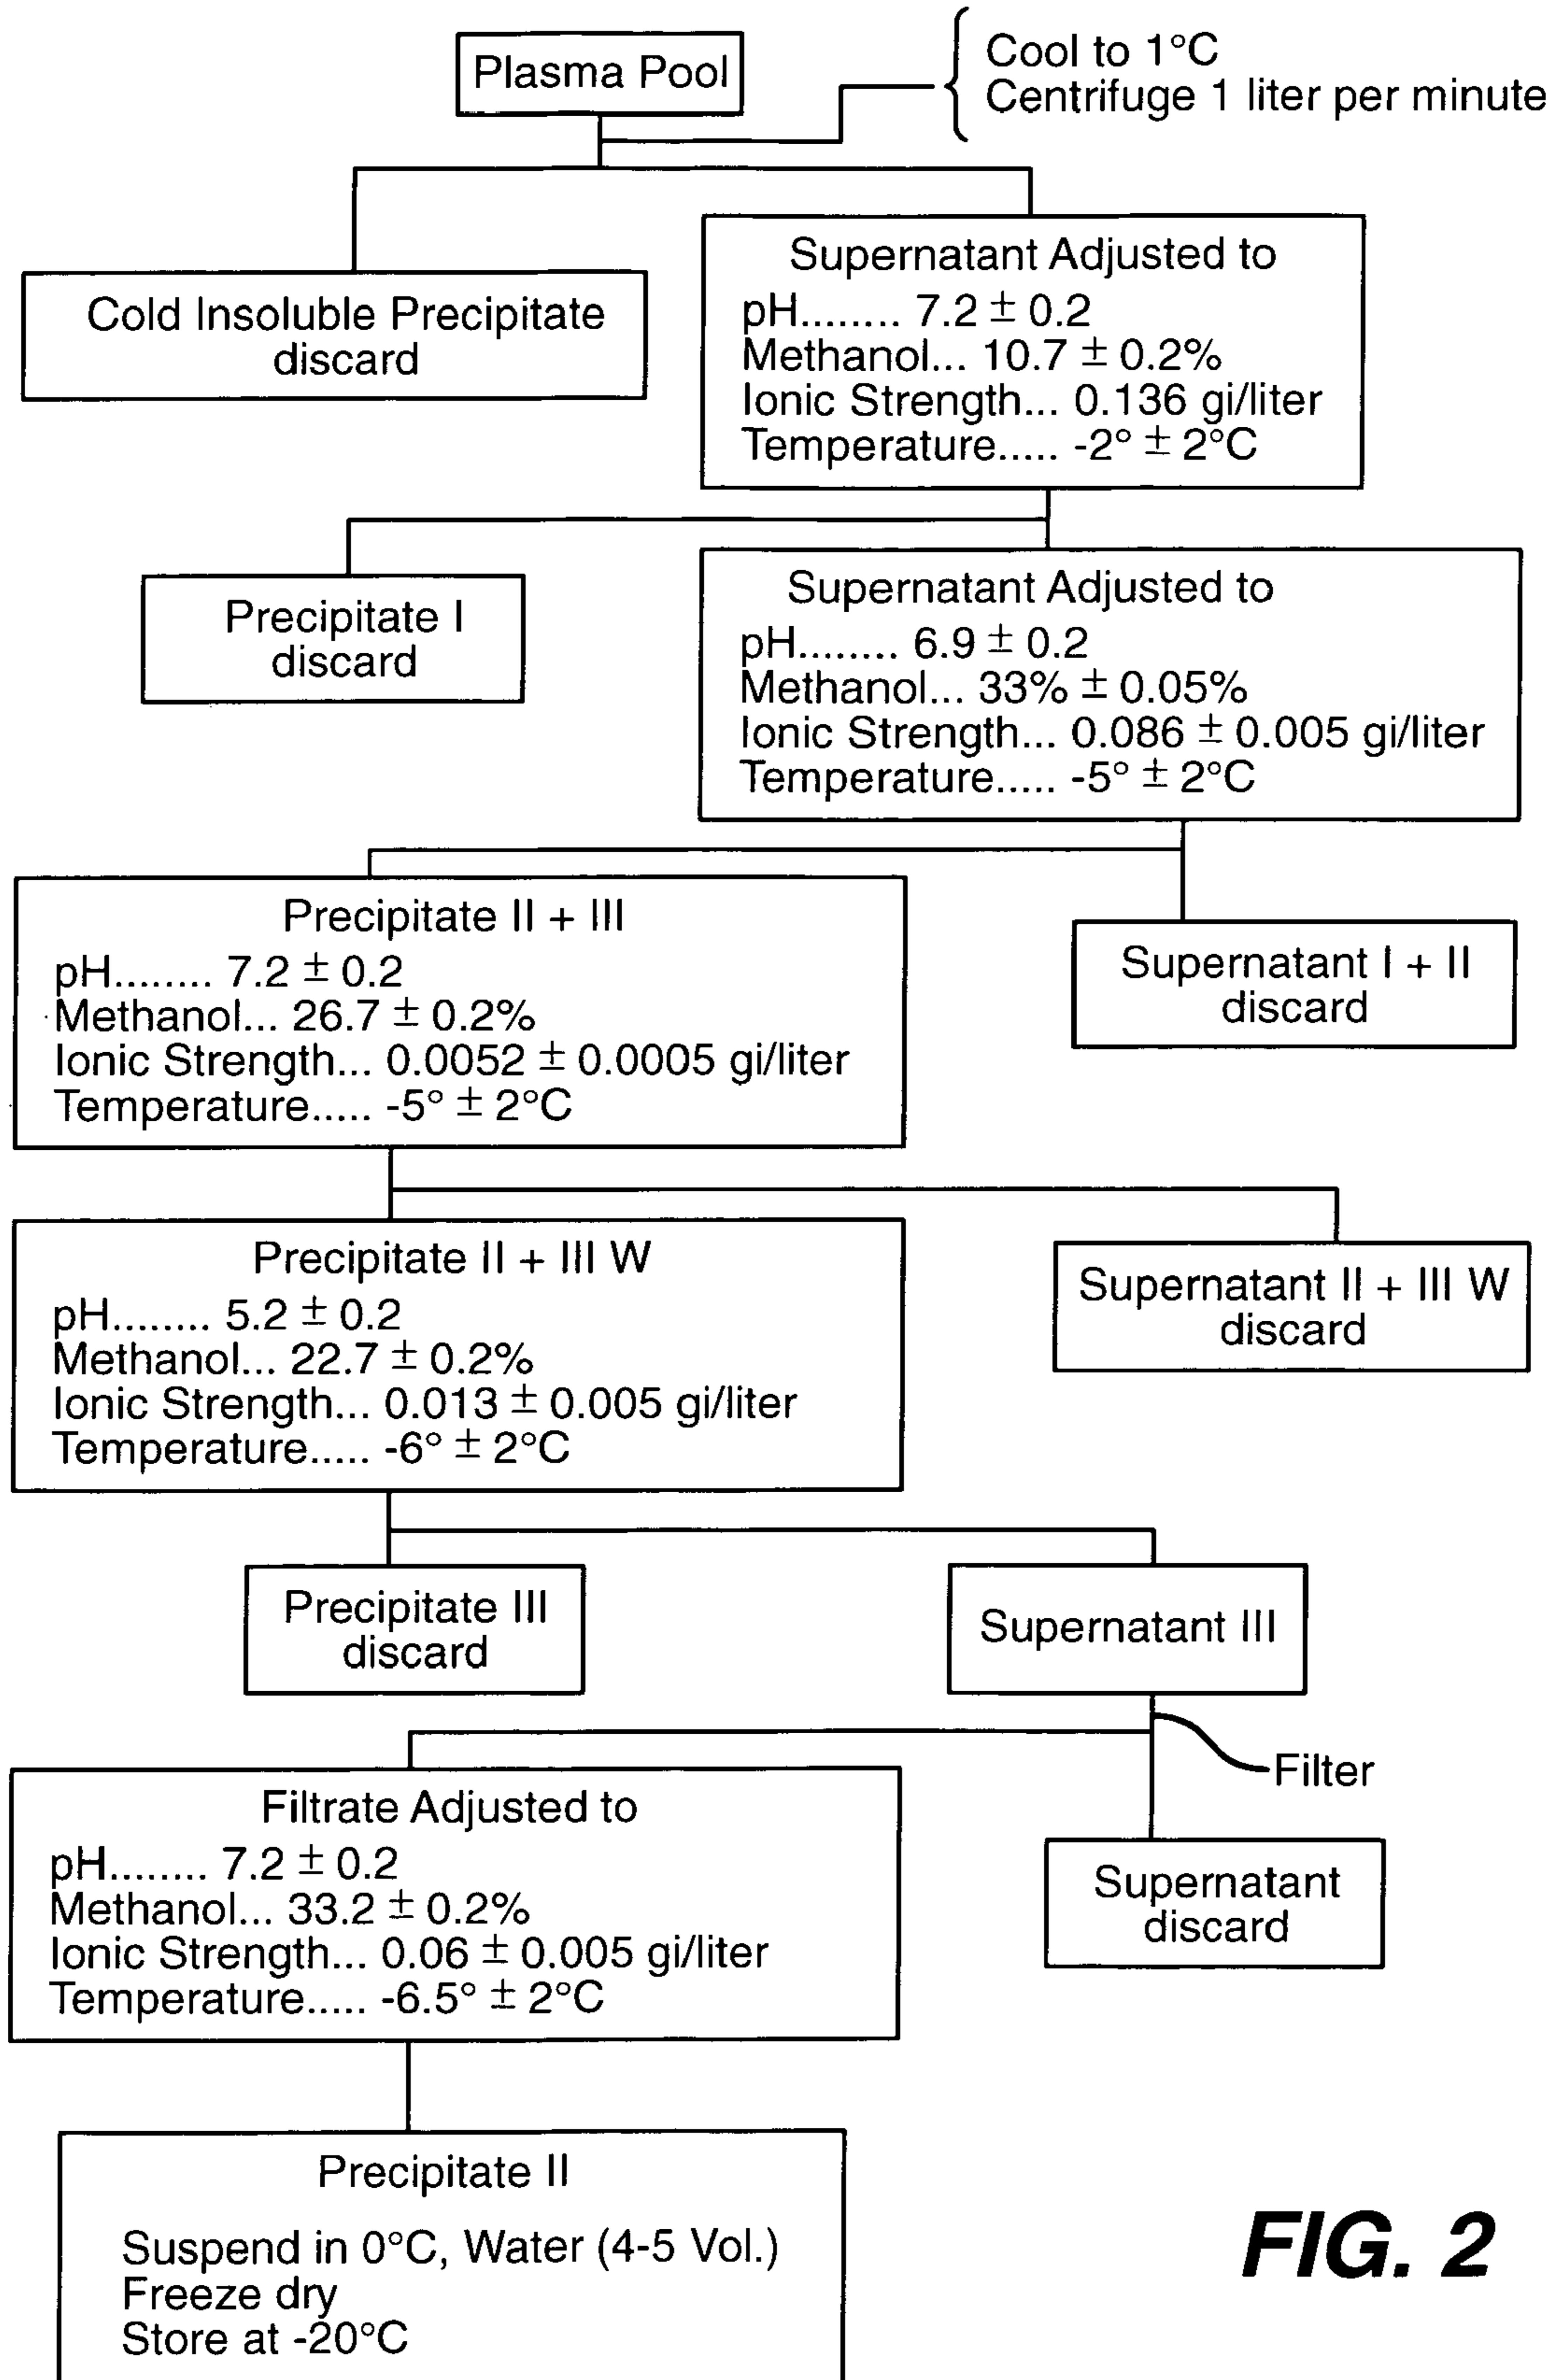 Plasma Pool
Cool to 1°C
Centrifuge 1 liter per minute
Cold Insoluble Precipitate
discard
Supernatant Adjusted to
pH........ 7.2 ± 0.2
Methanol... 10.7 ± 0.2%
Ionic Strength... 0.136 gi/liter
Temperature..... -2° ± 2°C
Precipitate I
discard
Supernatant Adjusted to
pH........ 6.9 ± 0.2
Methanol... 33% ± 0.05%
Ionic Strength... 0.086 ± 0.005 gi/liter
Temperature..... -5° ± 2°C
Precipitate II + III
pH........ 7.2 ± 0.2
Methanol... 26.7 ± 0.2%
Ionic Strength... 0.0052 ± 0.0005 gi/liter
Temperature..... -5° ± 2°C
Supernatant I + II
discard
Precipitate II + III W
pH........ 5.2 ± 0.2
Methanol... 22.7 ± 0.2%
Ionic Strength... 0.013 ± 0.005 gi/liter
Temperature..... -6° ± 2°C
Supernatant II + III W
discard
Precipitate III
discard
Supernatant III
Filter
Filtrate Adjusted to
pH........ 7.2 ± 0.2
Methanol... 33.2 ± 0.2%
Ionic Strength... 0.06 ± 0.005 gi/liter
Temperature..... -6.5° ± 2°C
Supernatant
discard
Precipitate II
Suspend in 0°C, Water (4-5 Vol.)
Freeze dry
Store at -20°C
FIG. 2